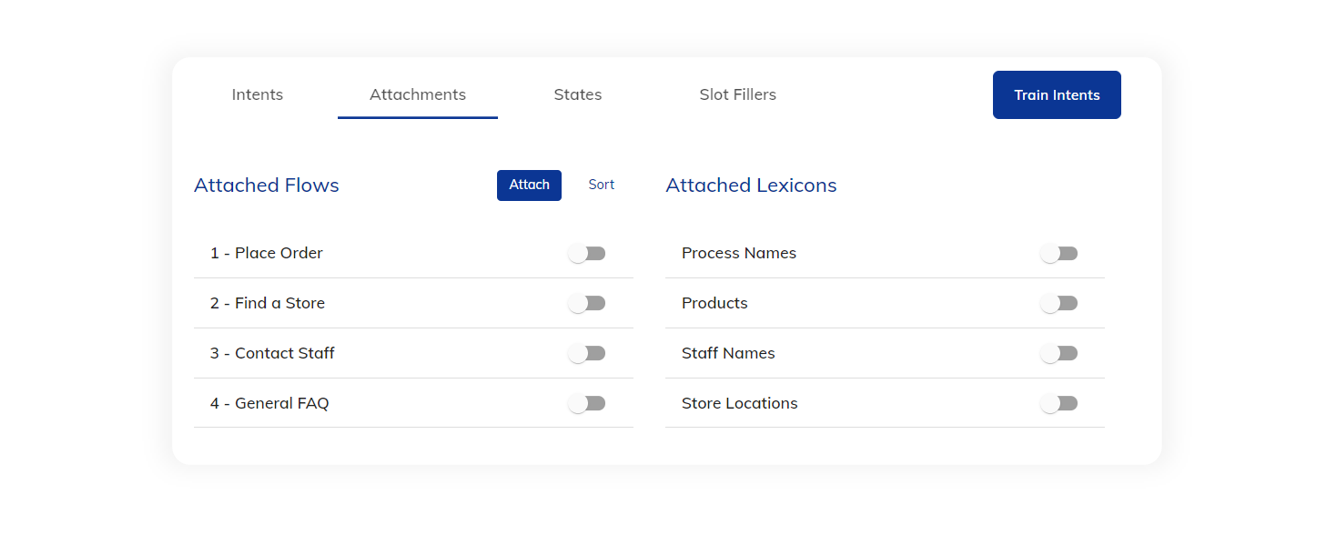 Intents Attachments States Slot Fillers Train Intents
Attached Flows Attach Sort
1 - Place Order
2 - Find a Store
3 - Contact Staff
4 - General FAQ
Attached Lexicons
Process Names
Products
Staff Names
Store Locations